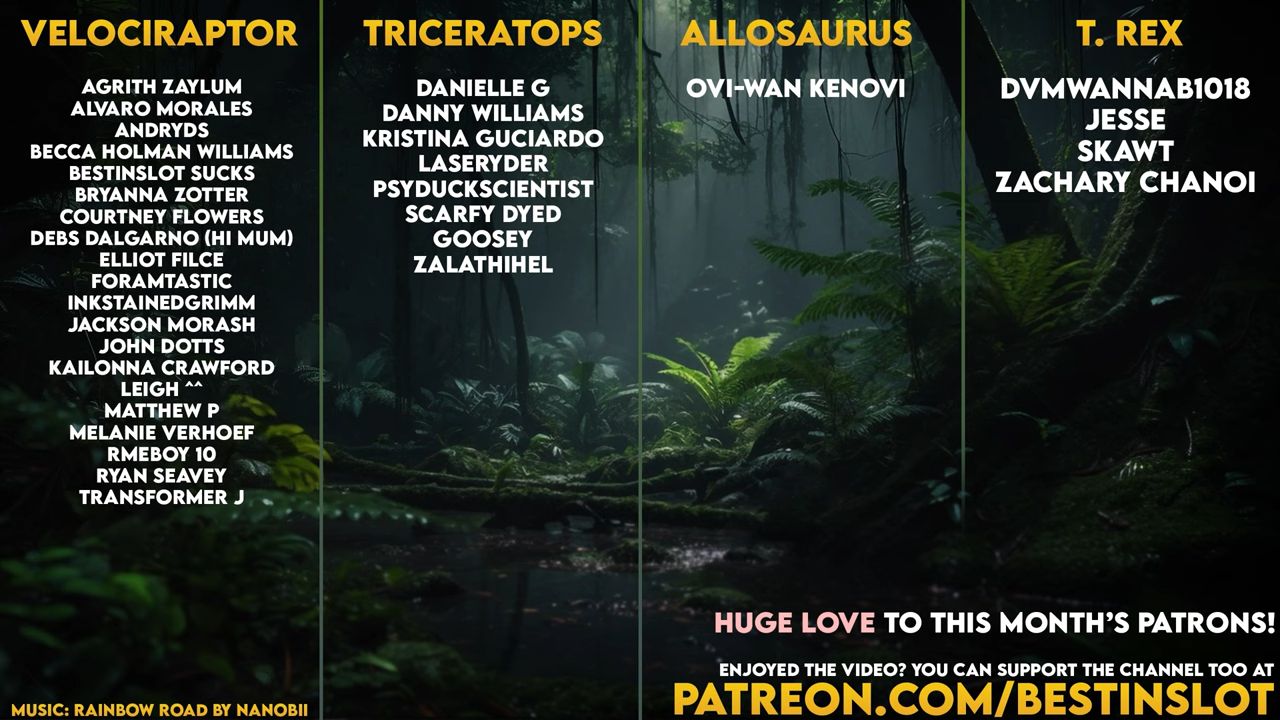 VELOCIRAPTOR
AGRITH ZAYLUM
ALVARO MORALES
ANDRYDS
BECCA HOLMAN WILLIAMS
BESTINSLOT SUCKS
BRYANNA ZOTTER
COURTNEY FLOWERS
DEBS DALGARNO (HI MUM)
ELLIOT FILCE
FORAMTASTIC
INKSTAINEDGRIMM
JACKSON MORASH
JOHN DOTTS
KAILONNA CRAWFORD
LEIGH ^^
MATTHEW P
MELANIE VERHOEF
RMEBOY 10
RYAN SEAVEY
TRANSFORMER J
MUSIC: RAINBOW ROAD BY NANOBII
TRICERATOPS
DANIELLE G
DANNY WILLIAMS
KRISTINA GUCIARDO
LASERYDER
PSYDUCKSCIENTIST
SCARFY DYED
GOOSEY
ZALATHIHEL
ALLOSAURUS
OVI-WAN KENOVI
T. REX
DVMWANNAB1018
JESSE
SKAWT
ZACHARY CHANOI
HUGE LOVE TO THIS MONTH'S PATRONS!
ENJOYED THE VIDEO? YOU CAN SUPPORT THE CHANNEL TOO AT
PATREON.COM/BESTINSLOT